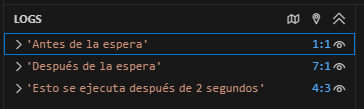 LOGS
'Antes de la espera' 1:1
'Después de la espera' 7:1
'Esto se ejecuta después de 2 segundos' 4:3